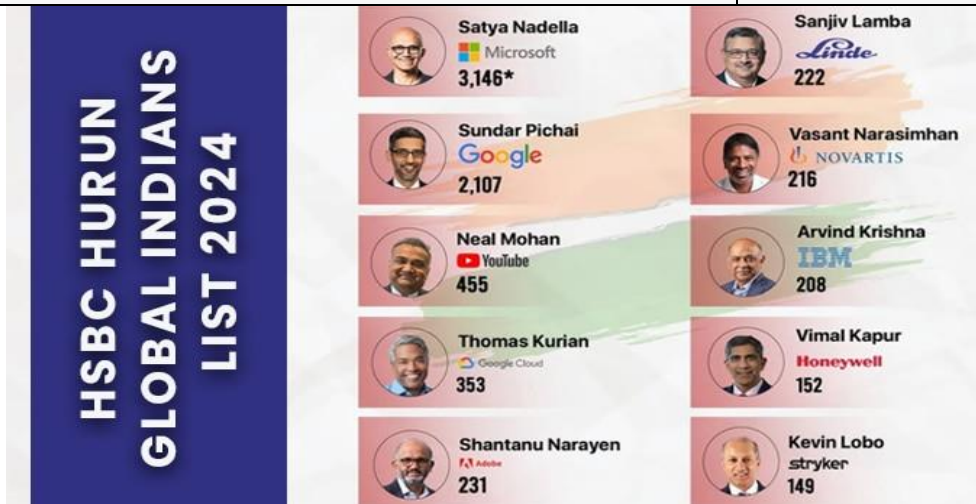 HSBC HURUN
GLOBAL INDIANS
LIST 2024
Satya Nadella
Microsoft
3,146*
Sundar Pichai
Google
2,107
Neal Mohan
YouTube
455
Thomas Kurian
Google Cloud
353
Shantanu Narayen
Adobe
231
Sanjiv Lamba
Linde
222
Vasant Narasimhan
NOVARTIS
216
Arvind Krishna
IBM
208
Vimal Kapur
Honeywell
152
Kevin Lobo
stryker
149